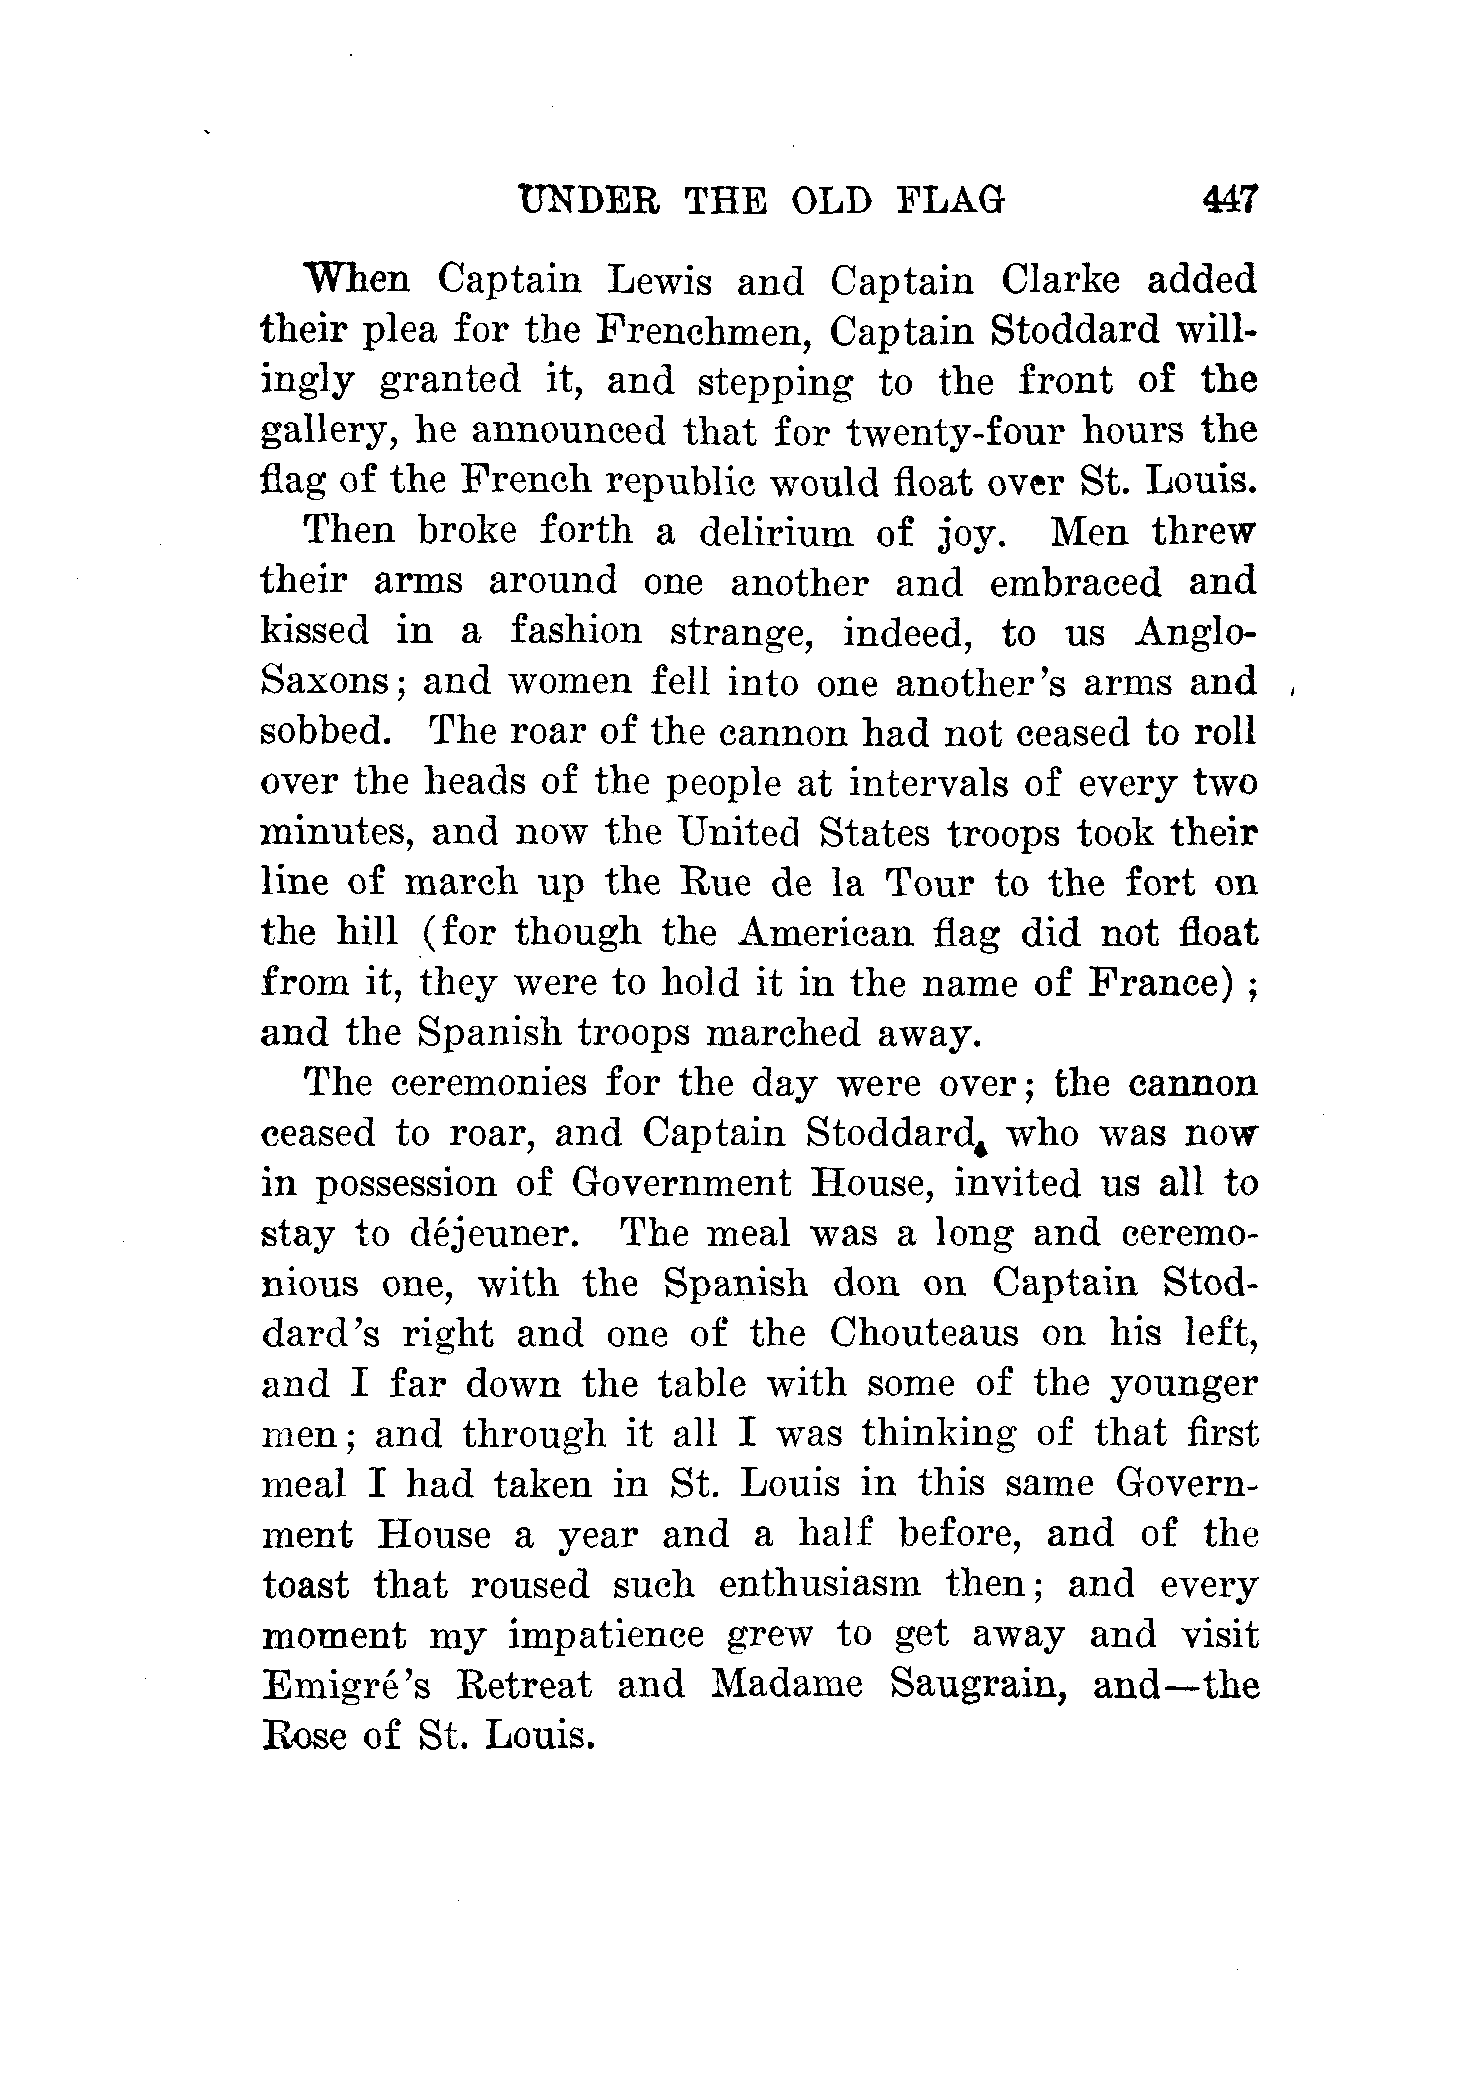 UNDER THE OLD FLAG 447
When Captain Lewis and Captain Clarke added
their plea for the Frenchmen, Captain Stoddard will-
ingly granted it, and stepping to the front of the
gallery, he announced that for twenty-four hours the
flag of the French republic would float over St. Louis.
Then broke forth a delirium of joy. Men threw
their arms around one another and embraced and
kissed in a fashion strange, indeed, to us Anglo-
Saxons; and women fell into one another's arms and
sobbed. The roar of the cannon had not ceased to roll
over the heads of the people at intervals of every two
minutes, and now the United States troops took their
line of march up the Rue de la Tour to the fort on
the hill (for though the American flag did not float
from it, they were to hold it in the name of France);
and the Spanish troops marched away.
The ceremonies for the day were over; the cannon
ceased to roar, and Captain Stoddard, who was now
in possession of Government House, invited us all to
stay to déjeuner. The meal was a long and ceremo-
nious one, with the Spanish don on Captain Stod-
dard's right and one of the Chouteaus on his left,
and I far down the table with some of the younger
men; and through it all I was thinking of that first
meal I had taken in St. Louis in this same Govern-
ment House a year and a half before, and of the
toast that roused such enthusiasm then; and every
moment my impatience grew to get away and visit
Emigré's Retreat and Madame Saugrain, and—the
Rose of St. Louis.